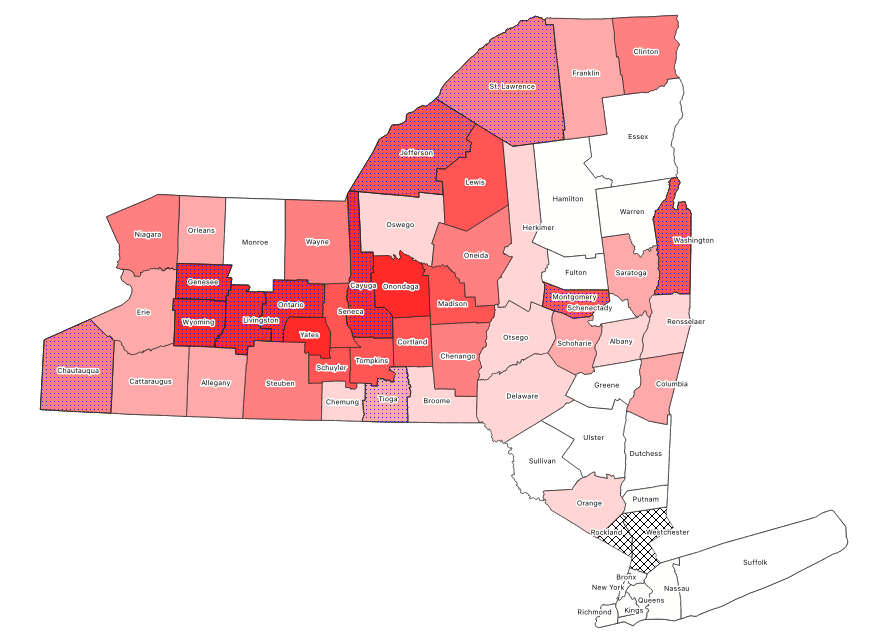 Clinton
St. Lawrence
Franklin
Essex
Jefferson
Lewis
Hamilton
Warren
Washington
Oswego
Herkimer
Niagara
Orleans
Monroe
Wayne
Oneida
Fulton
Saratoga
Genesee
Cayuga
Onondaga
Montgomery
Ontario
Madison
Schenectady
Erie
Wyoming
Livingston
Seneca
Rensselaer
Yates
Cortland
Otsego
Schoharie
Albany
Chautauqua
Cattaraugus
Allegany
Steuben
Schuyler
Tompkins
Chenango
Greene
Columbia
Chemung
Tioga
Broome
Delaware
Ulster
Dutchess
Sullivan
Orange
Putnam
Rockland
Westchester
Suffolk
Bronx
New York
Nassau
Queens
Richmond
Kings